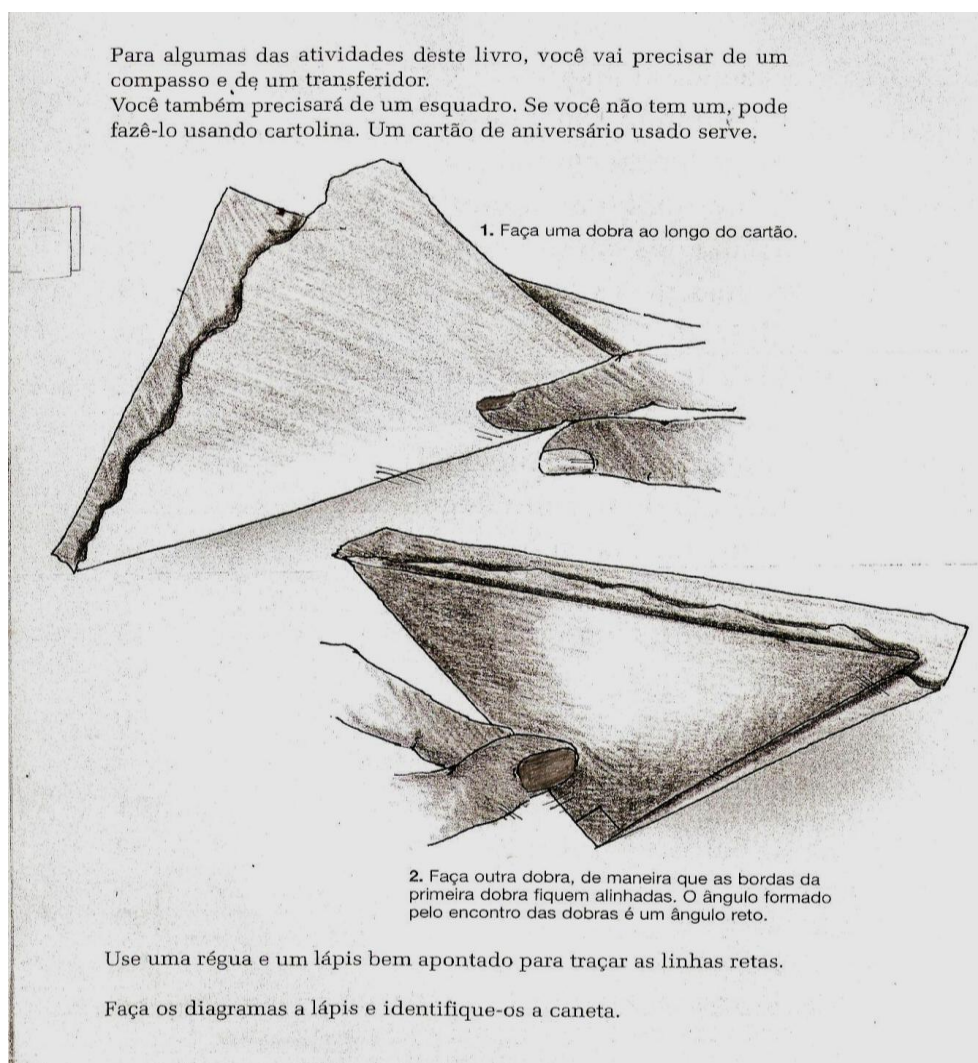 Para algumas das atividades deste livro, você vai precisar de um
compasso e de um transferidor.
Você também precisará de um esquadro. Se você não tem um, pode
fazê-lo usando cartolina. Um cartão de aniversário usado serve.
1. Faça uma dobra ao longo do cartão.
2. Faça outra dobra, de maneira que as bordas da
primeira dobra fiquem alinhadas. O ângulo formado
pelo encontro das dobras é um ângulo reto.
Use uma régua e um lápis bem apontado para traçar as linhas retas.
Faça os diagramas a lápis e identifique-os a caneta.